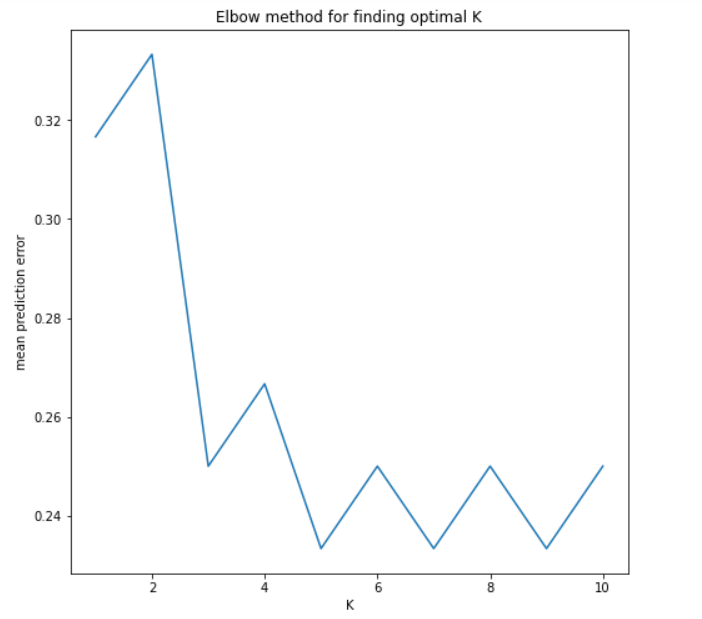 Elbow method for finding optimal K
0.32
0.30
0.28
0.26
0.24
mean prediction error
2 4 6 8 10
K